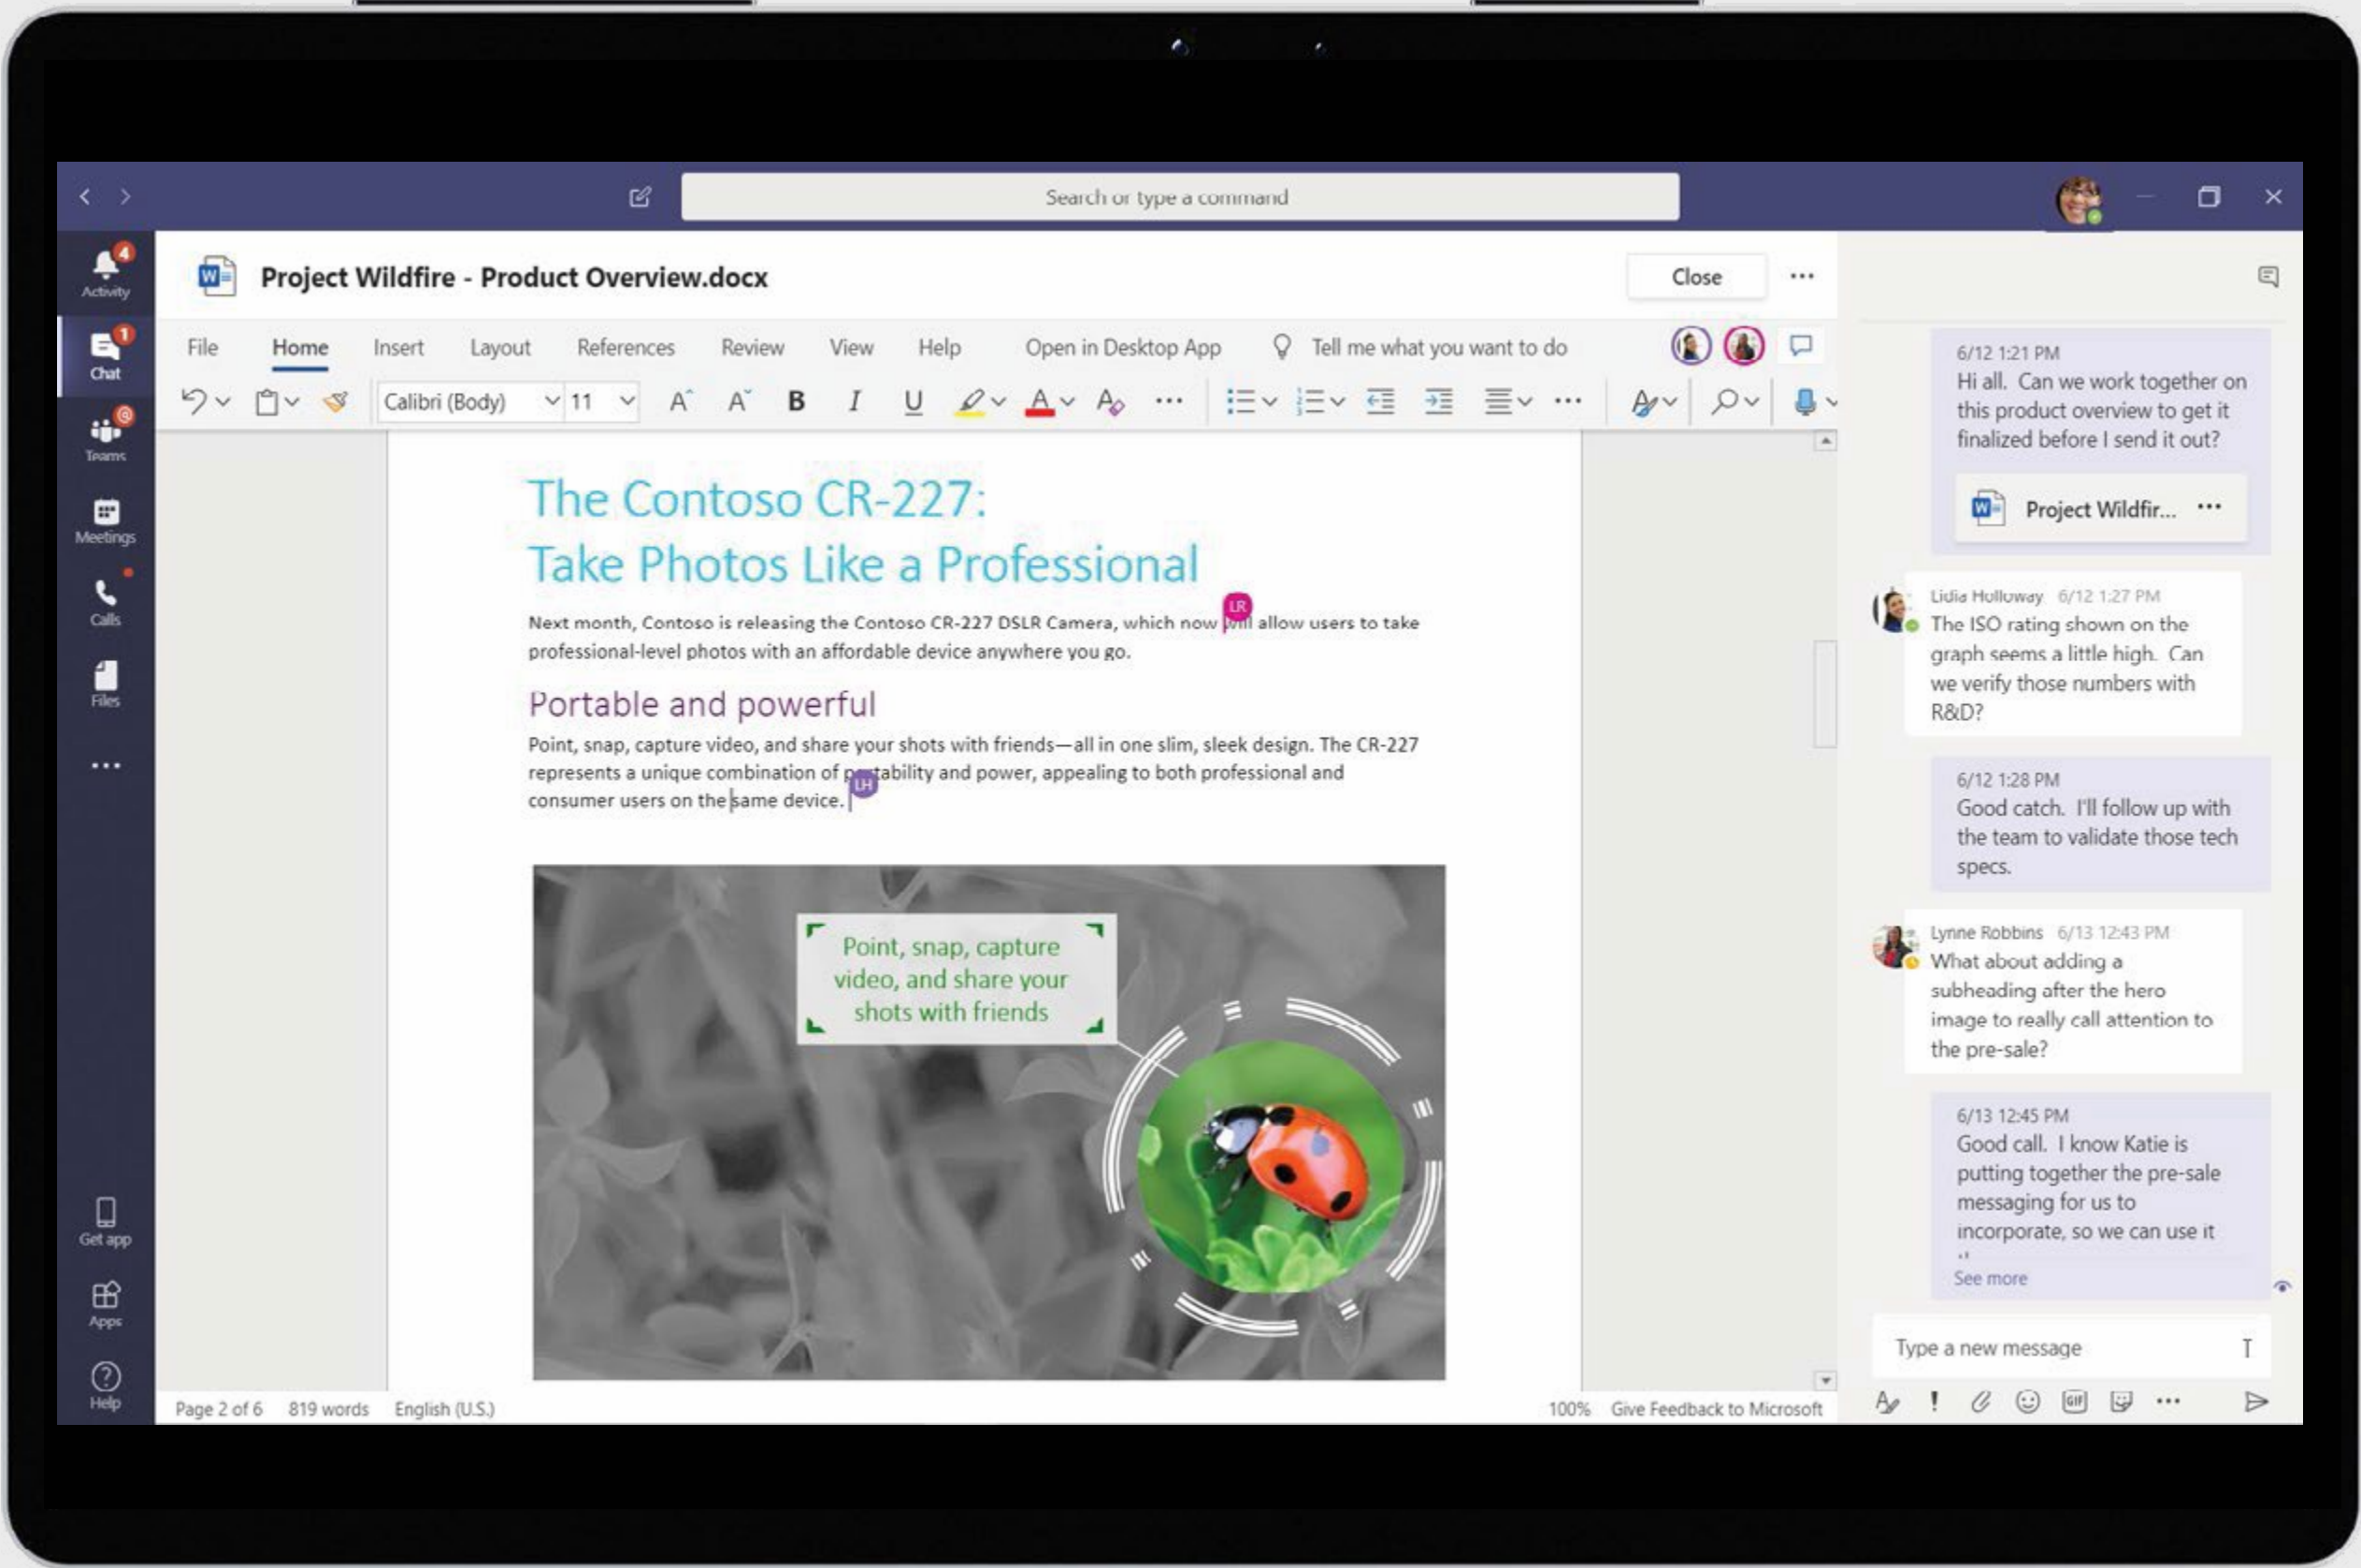 Search or type a command
4
Activity
1
Chat
Teams
Meetings
Calls
Files
Get app
Apps
Help
Project Wildfire - Product Overview.docx
Close
File Home Insert Layout References Review View Help Open in Desktop App Tell me what you want to do
Calibri (Body) 11 A A B I U A A
The Contoso CR-227:
Take Photos Like a Professional
LR
Next month, Contoso is releasing the Contoso CR-227 DSLR Camera, which now will allow users to take
professional-level photos with an affordable device anywhere you go.
Portable and powerful
Point, snap, capture video, and share your shots with friends—all in one slim, sleek design. The CR-227
represents a unique combination of portability and power, appealing to both professional and
LH
consumer users on the same device.
Point, snap, capture
video, and share your
shots with friends
Page 2 of 6 819 words English (U.S.)
100% Give Feedback to Microsoft
6/12 1:21 PM
Hi all. Can we work together on
this product overview to get it
finalized before I send it out?
Project Wildfir...
Lidia Holloway 6/12 1:27 PM
The ISO rating shown on the
graph seems a little high. Can
we verify those numbers with
R&D?
6/12 1:28 PM
Good catch. I'll follow up with
the team to validate those tech
specs.
Lynne Robbins 6/13 12:43 PM
What about adding a
subheading after the hero
image to really call attention to
the pre-sale?
6/13 12:45 PM
Good call. I know Katie is
putting together the pre-sale
messaging for us to
incorporate, so we can use it
See more
Type a new message
GIF